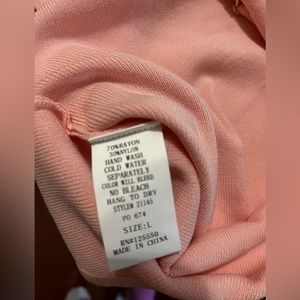 70%RAYON
30%NYLON
HAND WASH
COLD WATER
SEPARATELY
COLOR WILL BLEED
NO BLEACH
HANG TO DRY
STYLE# 21145
PO 674
SIZE:L
RN#125550
MADE IN CHINA